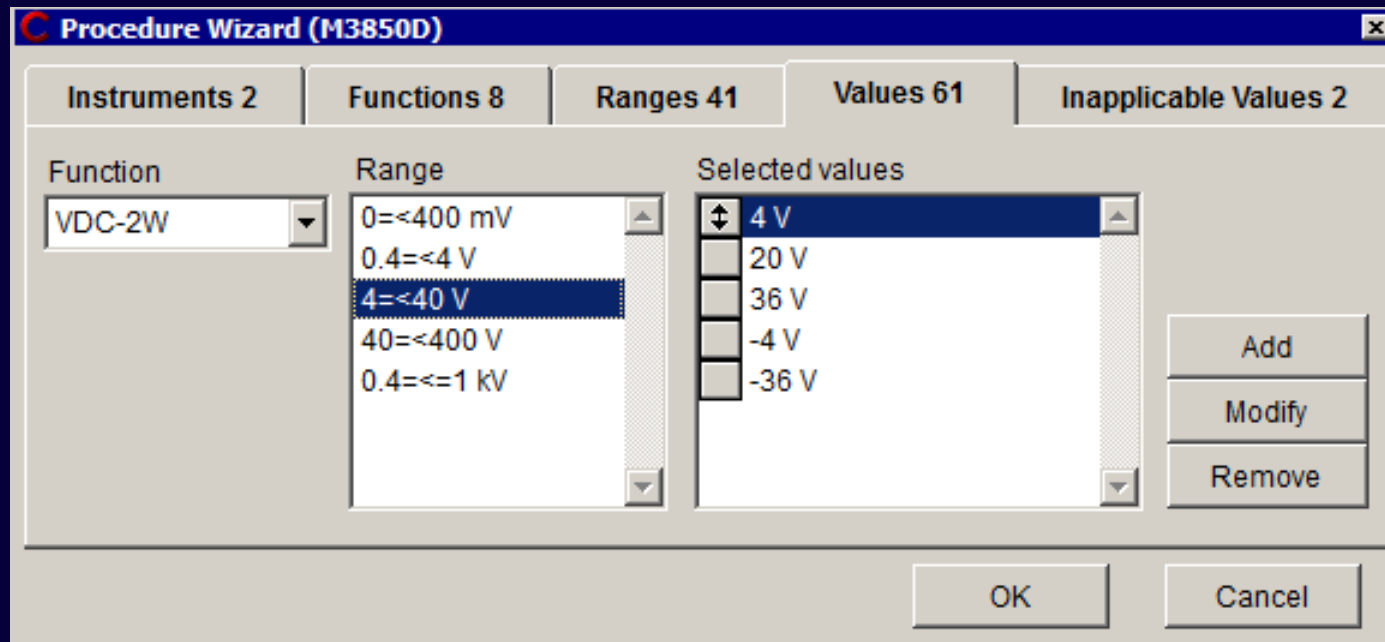 Procedure Wizard (M3850D)
Instruments 2
Functions 8
Ranges 41
Values 61
Inapplicable Values 2
Function
VDC-2W
Range
0=<400 mV
0.4=<4 V
4=<40 V
40=<400 V
0.4=<=1 kV
Selected values
4 V
20 V
36 V
-4 V
-36 V
Add
Modify
Remove
OK
Cancel